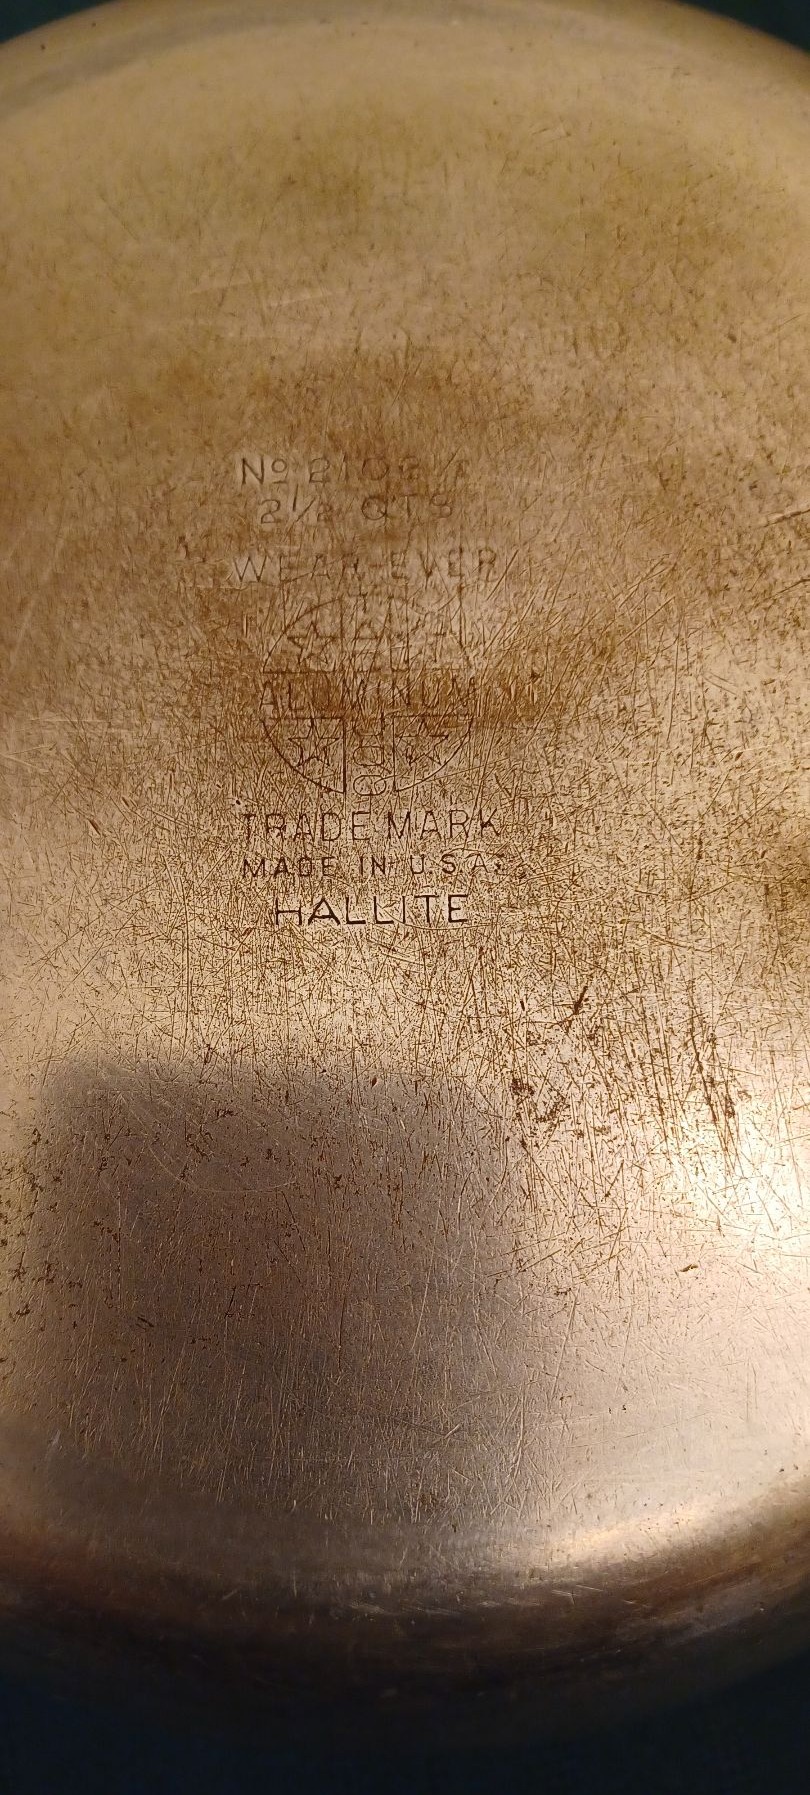 2½ QTS
WEAR-EVER
ALUMINUM
TRADE MARK
MADE IN U.S.A.
HALLITE